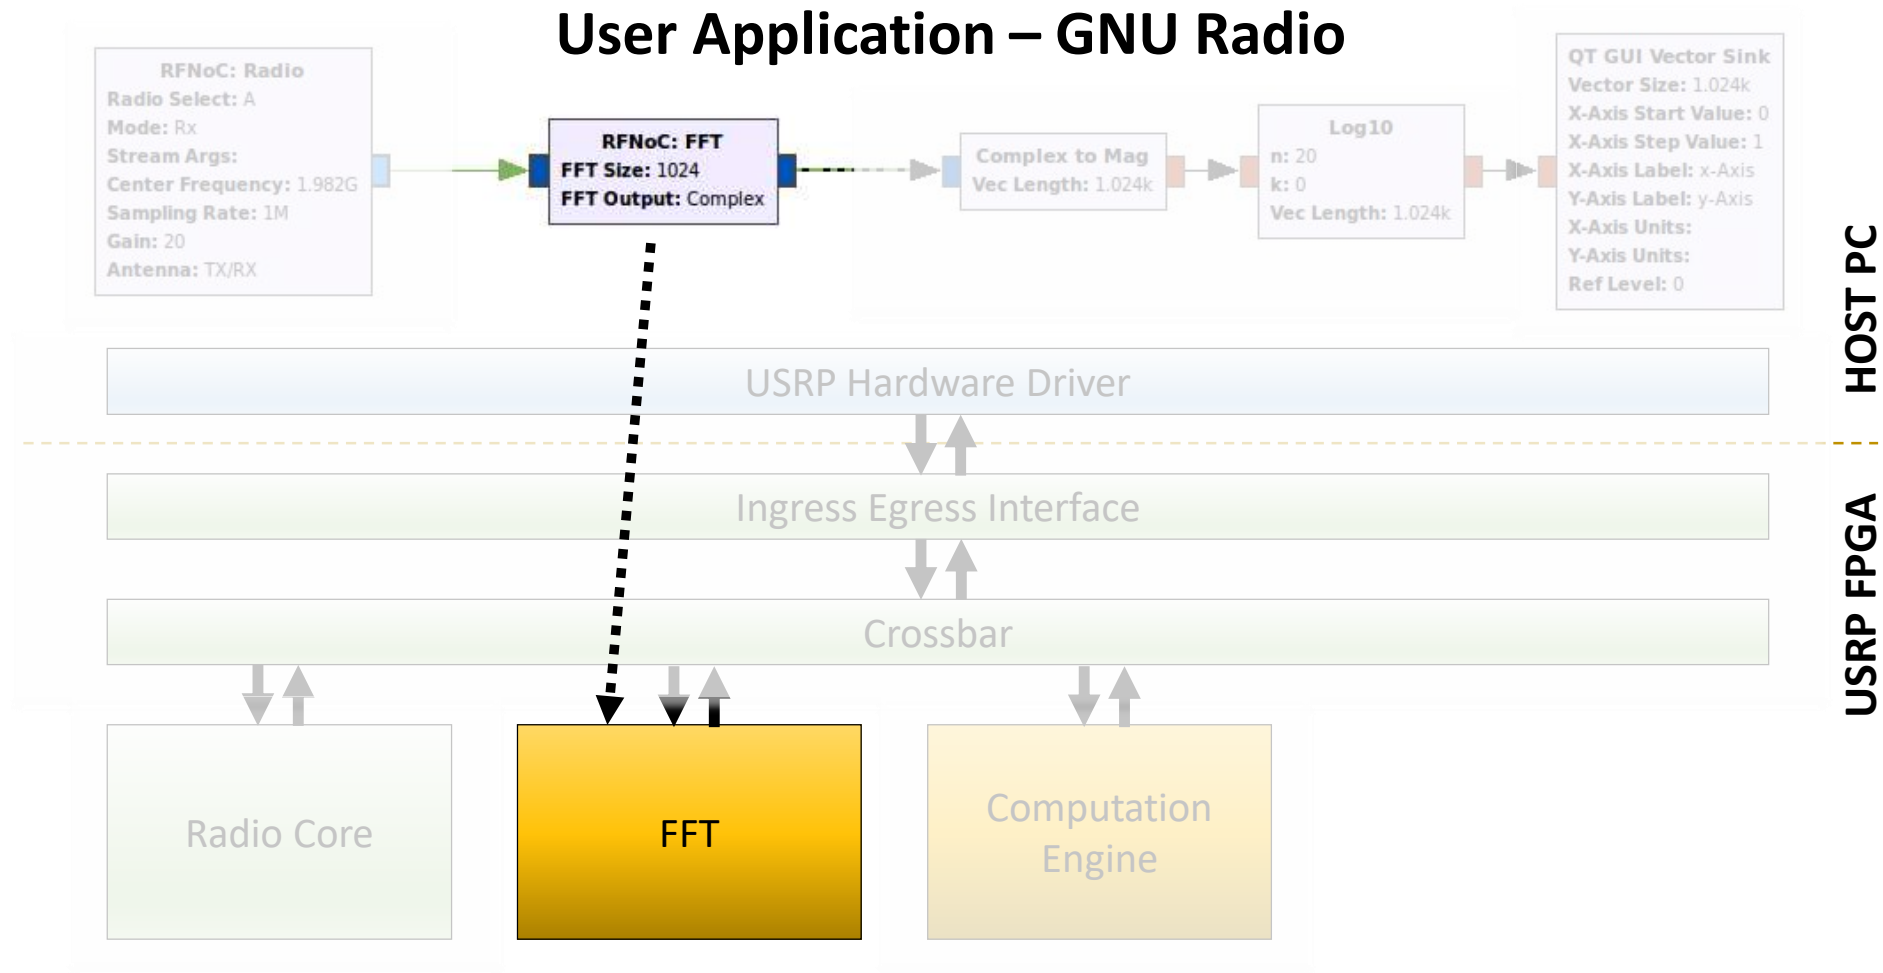 User Application – GNU Radio
RFNoC: Radio
Radio Select: A
Mode: Rx
Stream Args:
Center Frequency: 1.982G
Sampling Rate: 1M
Gain: 20
Antenna: TX/RX
RFNoC: FFT
FFT Size: 1024
FFT Output: Complex
Complex to Mag
Vec Length: 1.024k
Log10
n: 20
k: 0
Vec Length: 1.024k
QT GUI Vector Sink
Vector Size: 1.024k
X-Axis Start Value: 0
X-Axis Step Value: 1
X-Axis Label: x-Axis
Y-Axis Label: y-Axis
X-Axis Units:
Y-Axis Units:
Ref Level: 0
HOST PC
USRP Hardware Driver
Ingress Egress Interface
USRP FPGA
Crossbar
Radio Core
FFT
Computation
Engine